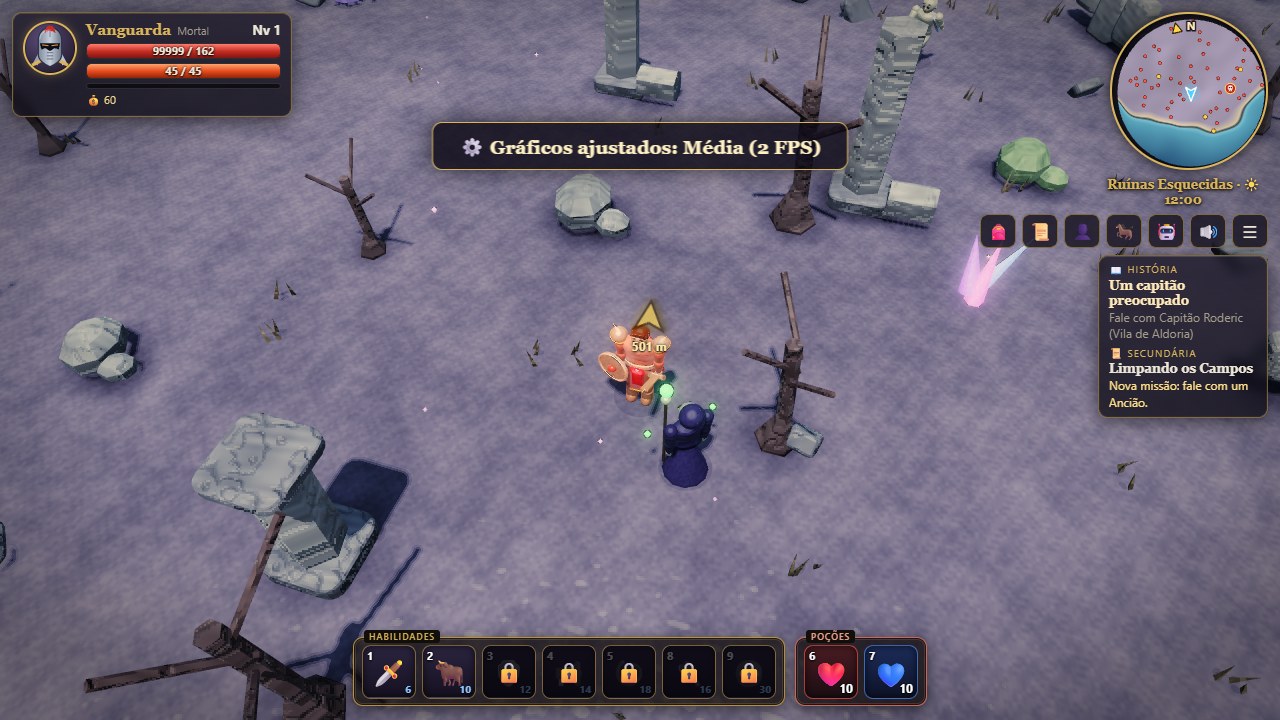 Vanguarda Mortal Nv 1
99999 / 162
45 / 45
60
Gráficos ajustados: Média (2 FPS)
N
Ruínas Esquecidas ·
12:00
HISTÓRIA
Um capitão
preocupado
Fale com Capitão Roderic
(Vila de Aldoria)
SECUNDÁRIA
Limpando os Campos
Nova missão: fale com um
Ancião.
501 m
HABILIDADES
1 2 3 4 5 8 9
6 10 12 14 18 16 30
POÇÕES
6 7
10 10